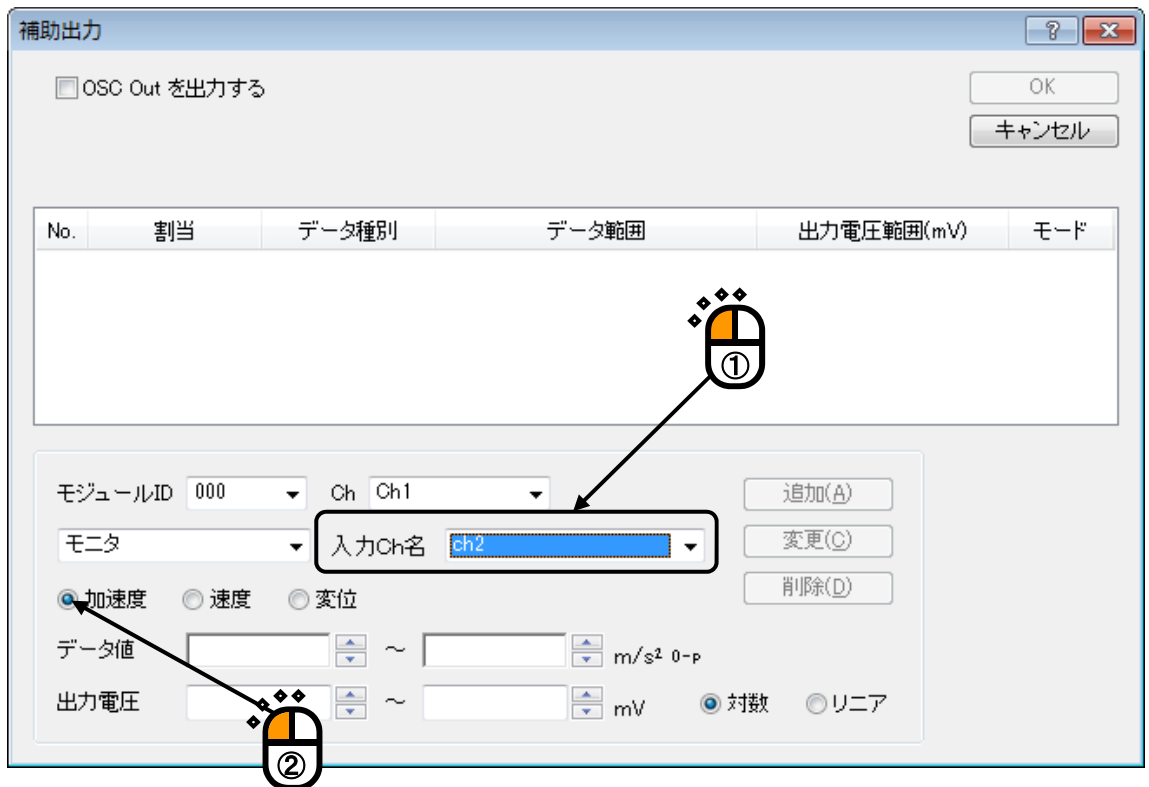 補助出力
OSC Out を出力する
OK
キャンセル
No. 割当 データ種別 データ範囲 出力電圧範囲(mV) モード
①
モジュールID 000 Ch Ch1 追加(A)
モニタ 入力Ch名 ch2 変更(C)
削除(D)
加速度 速度 変位
データ値 ～ m/s² 0-p
出力電圧 ～ mV 対数 リニア
②